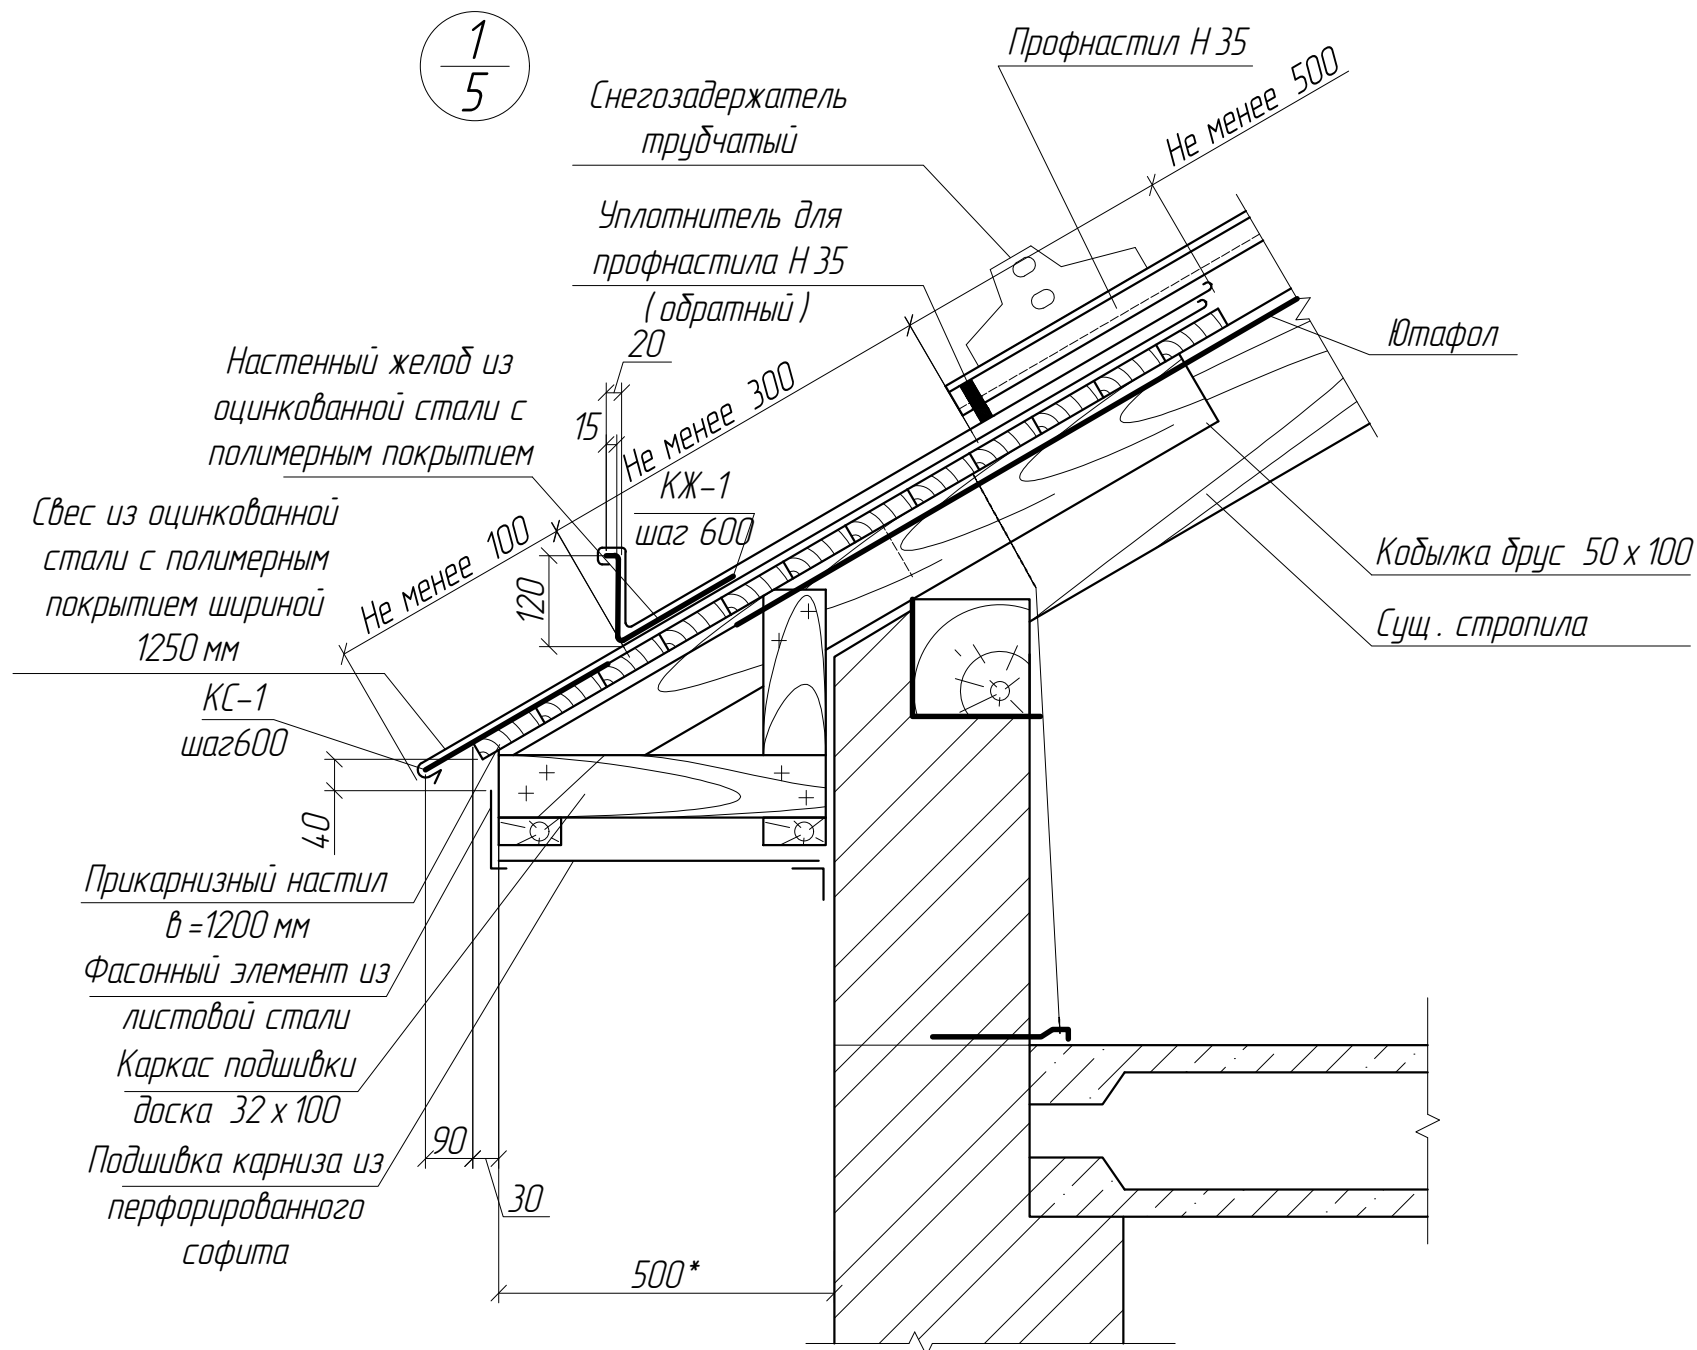 1
5
Профнастил Н 35
Не менее 500
Снегозадержатель
трубчатый
Уплотнитель для
профнастила Н 35
(обратный)
20
Настенный желоб из
оцинкованной стали с
полимерным покрытием
15
Не менее 300
КЖ-1
шаг 600
Ютафол
Свес из оцинкованной
стали с полимерным
покрытием шириной
1250 мм
Не менее 100
120
КС-1
шаг600
Кобылка брус 50 х 100
Сущ. стропила
40
Прикарнизный настил
в =1200 мм
Фасонный элемент из
листовой стали
Каркас подшивки
доска 32 х 100
Подшивка карниза из
перфорированного
софита
90
30
500*